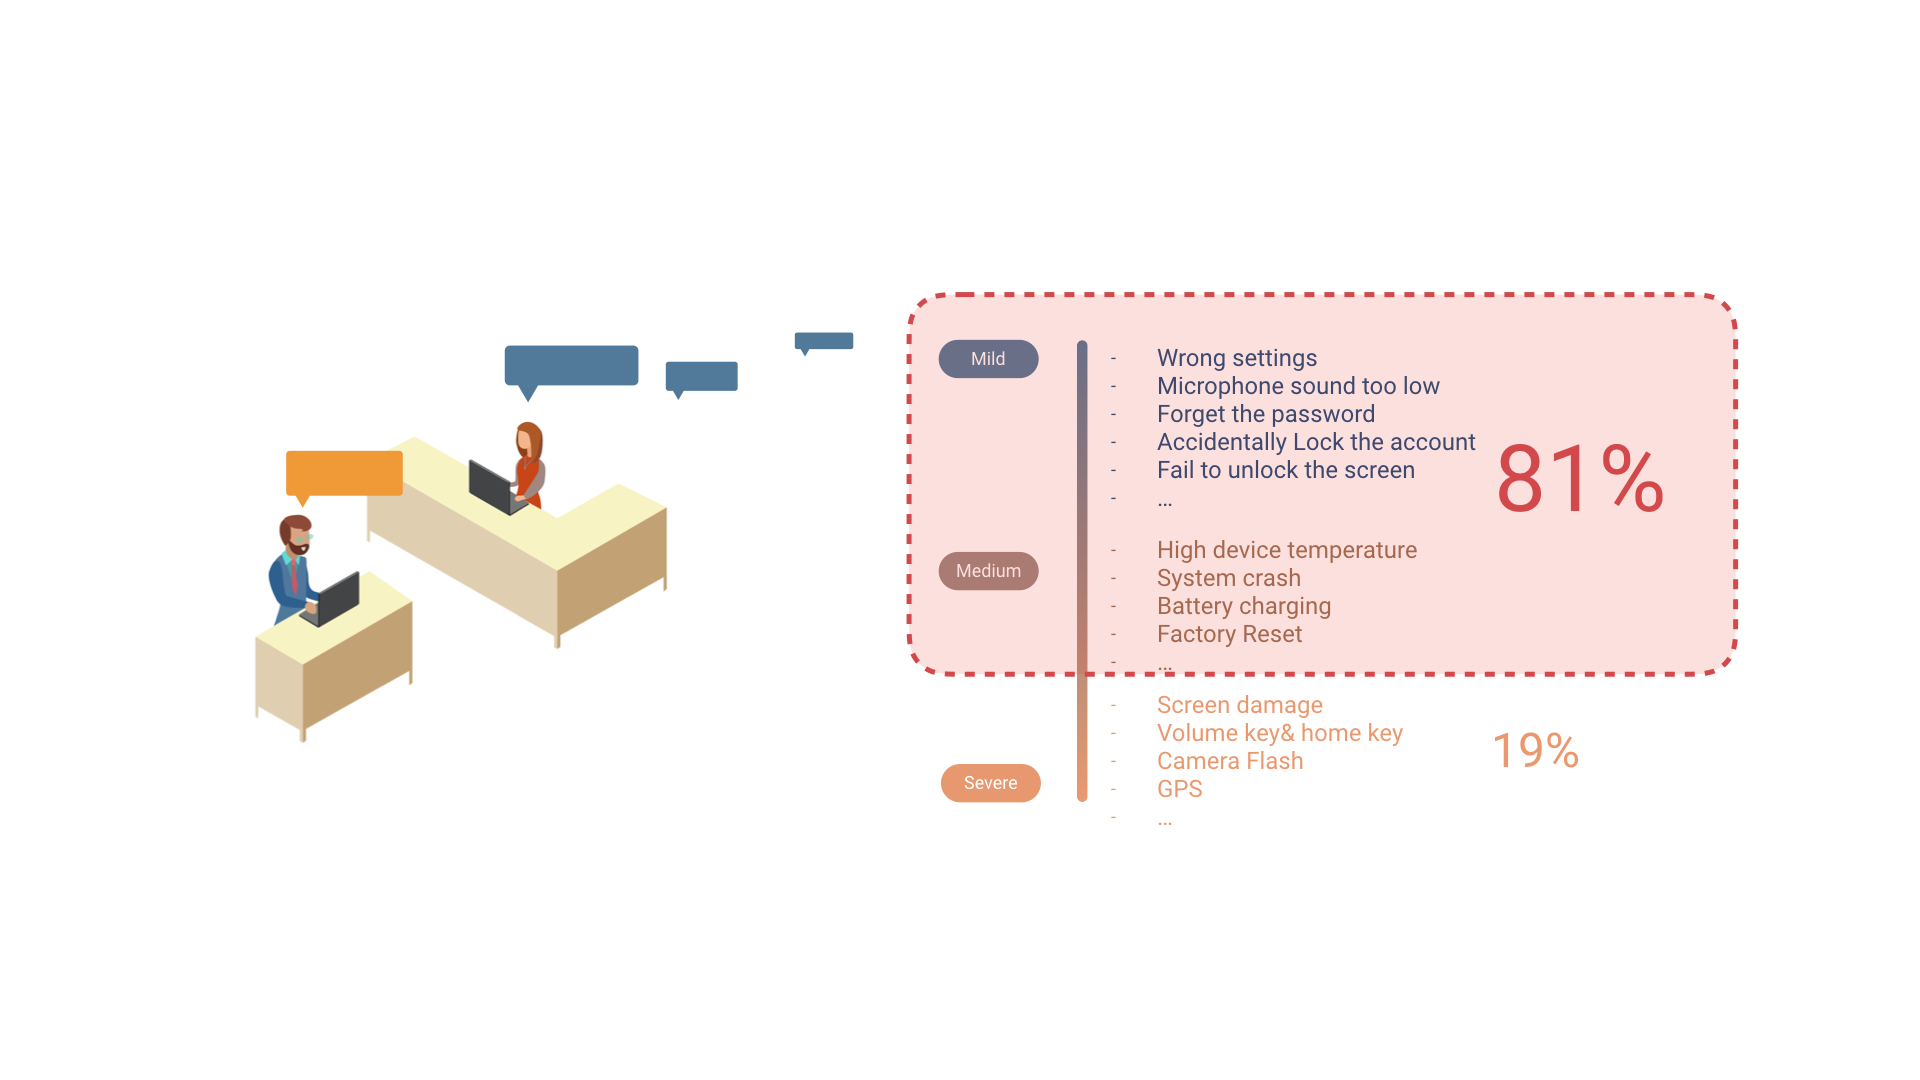 Mild
- Wrong settings
- Microphone sound too low
- Forget the password
- Accidentally Lock the account
- Fail to unlock the screen
- ...
81%
Medium
- High device temperature
- System crash
- Battery charging
- Factory Reset
- ...
Severe
- Screen damage
- Volume key& home key
- Camera Flash
- GPS
- ...
19%